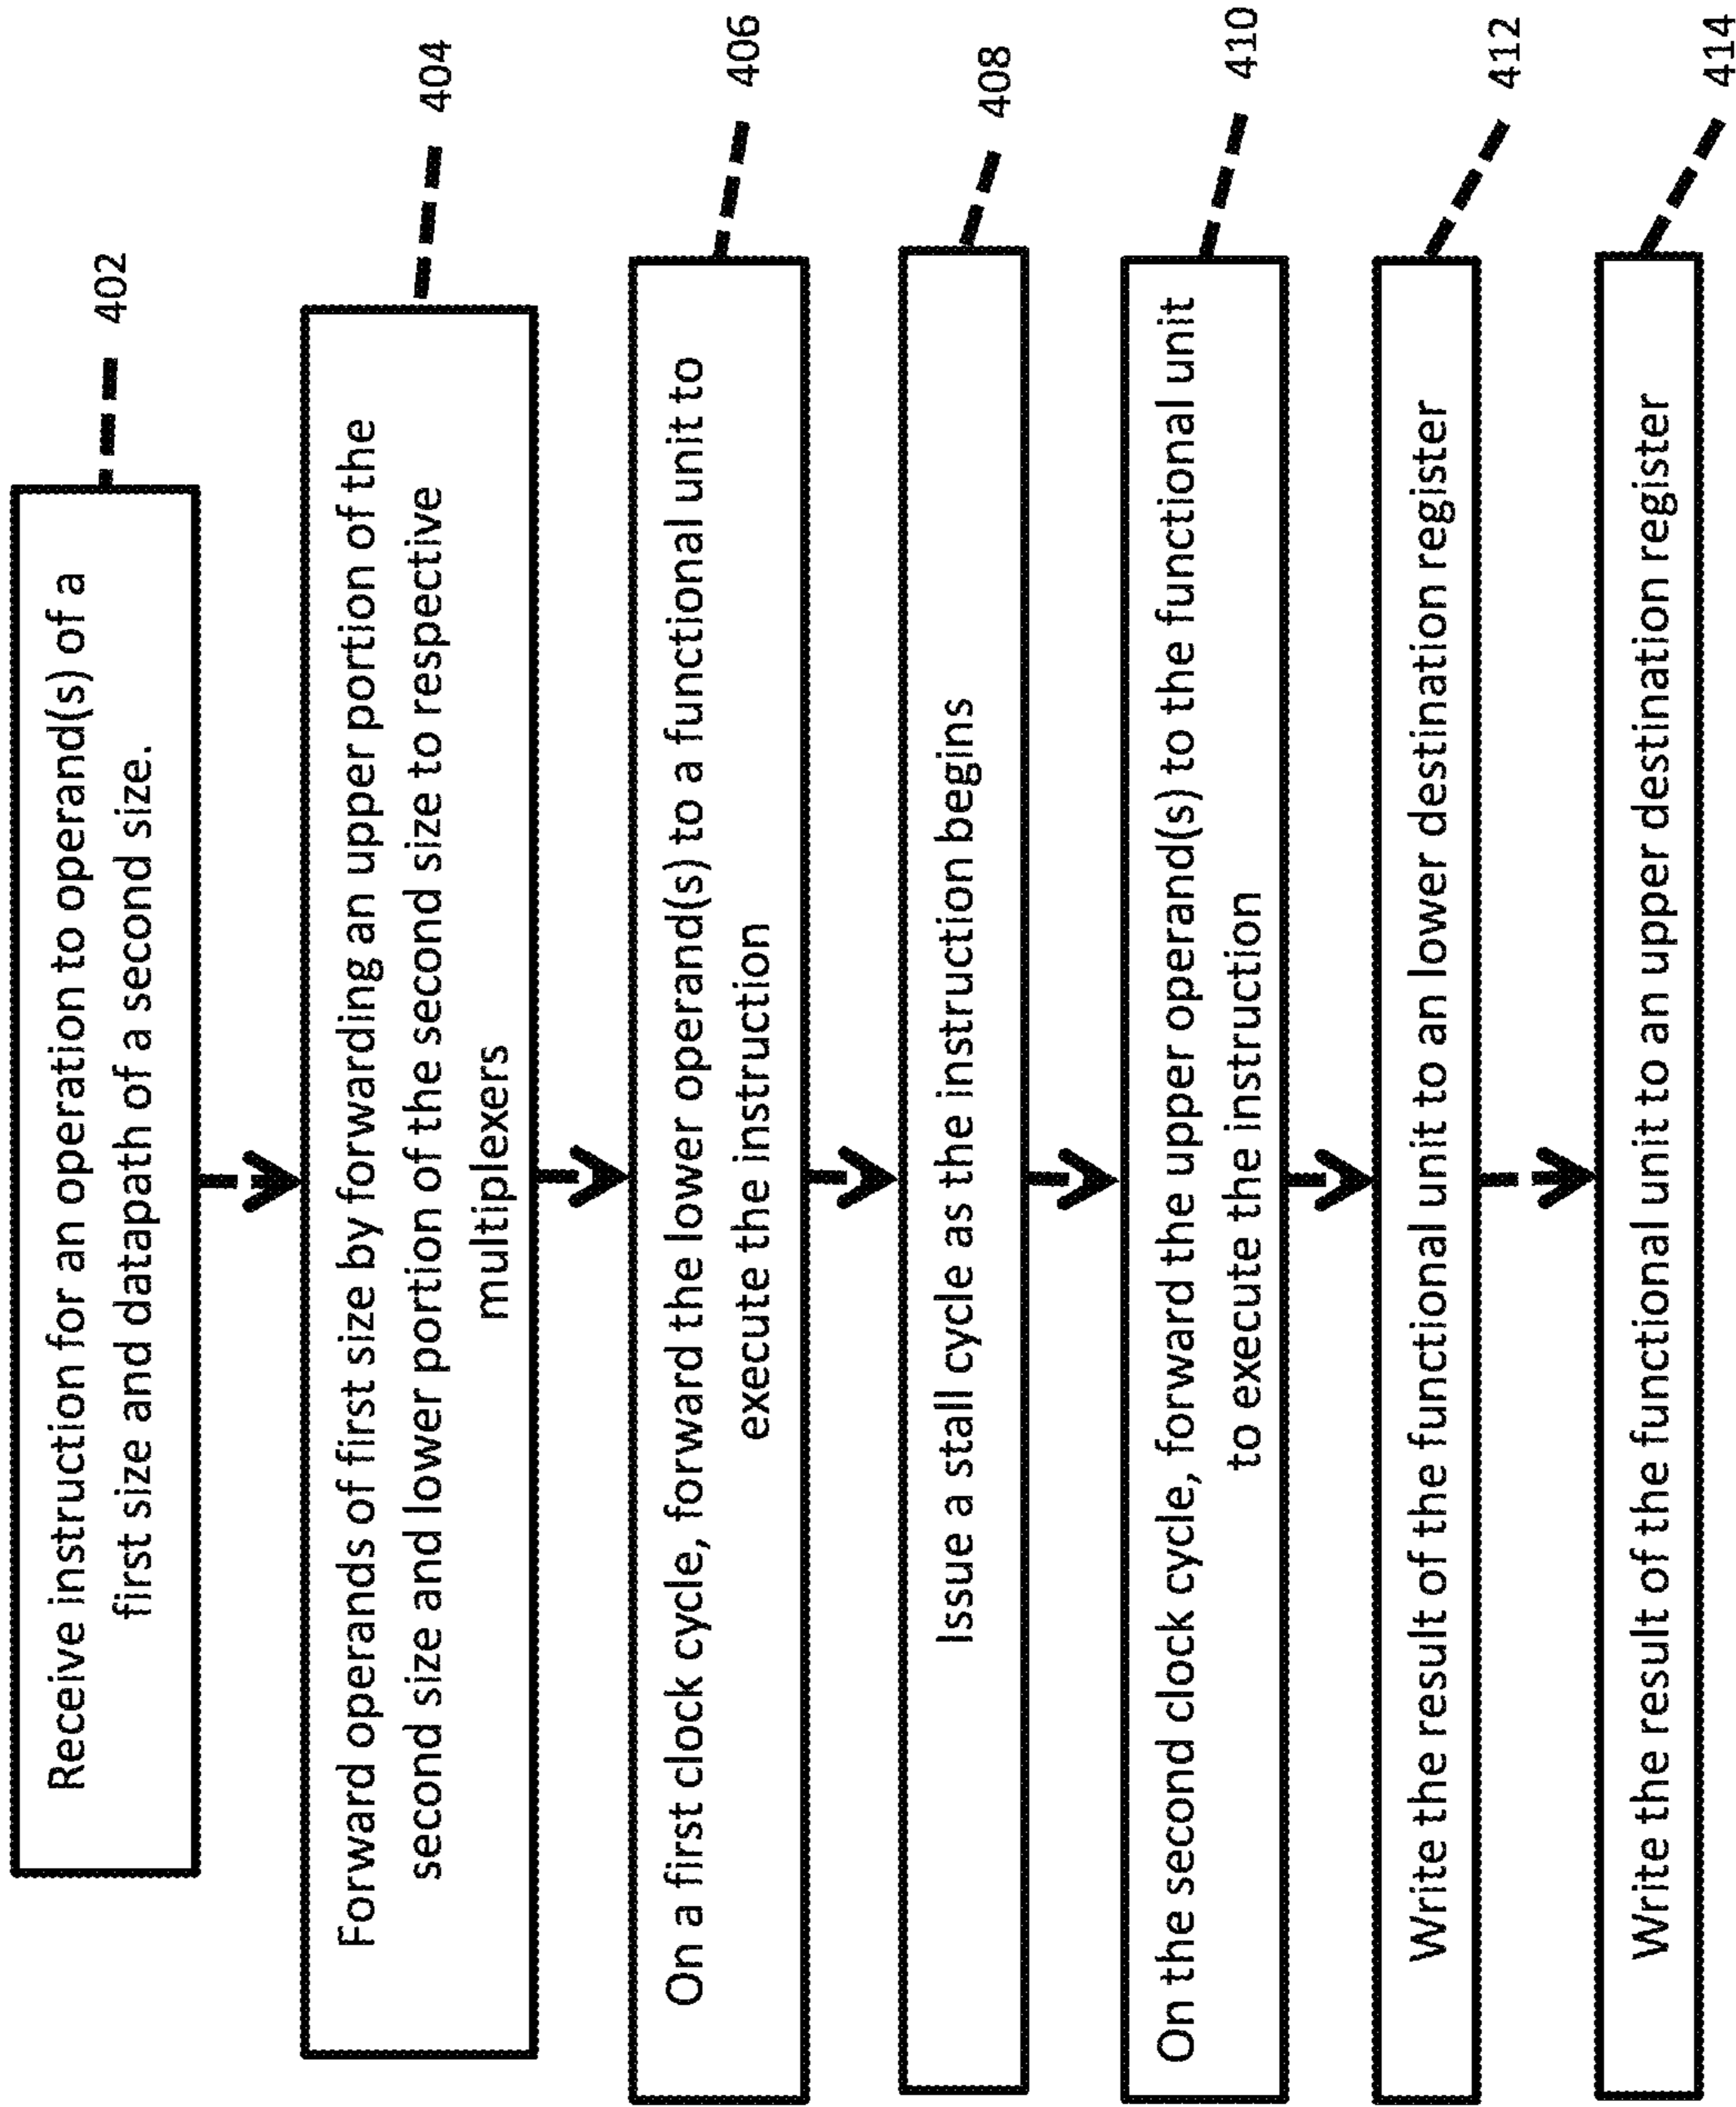 Receive instruction for an operation to operand(s) of a
first size and datapath of a second size.
402
Forward operands of first size by forwarding an upper portion of the
second size and lower portion of the second size to respective
multiplexers
404
On a first clock cycle, forward the lower operand(s) to a functional unit to
execute the instruction
406
Issue a stall cycle as the instruction begins
408
On the second clock cycle, forward the upper operand(s) to the functional unit
to execute the instruction
410
Write the result of the functional unit to an lower destination register
412
Write the result of the functional unit to an upper destination register
414